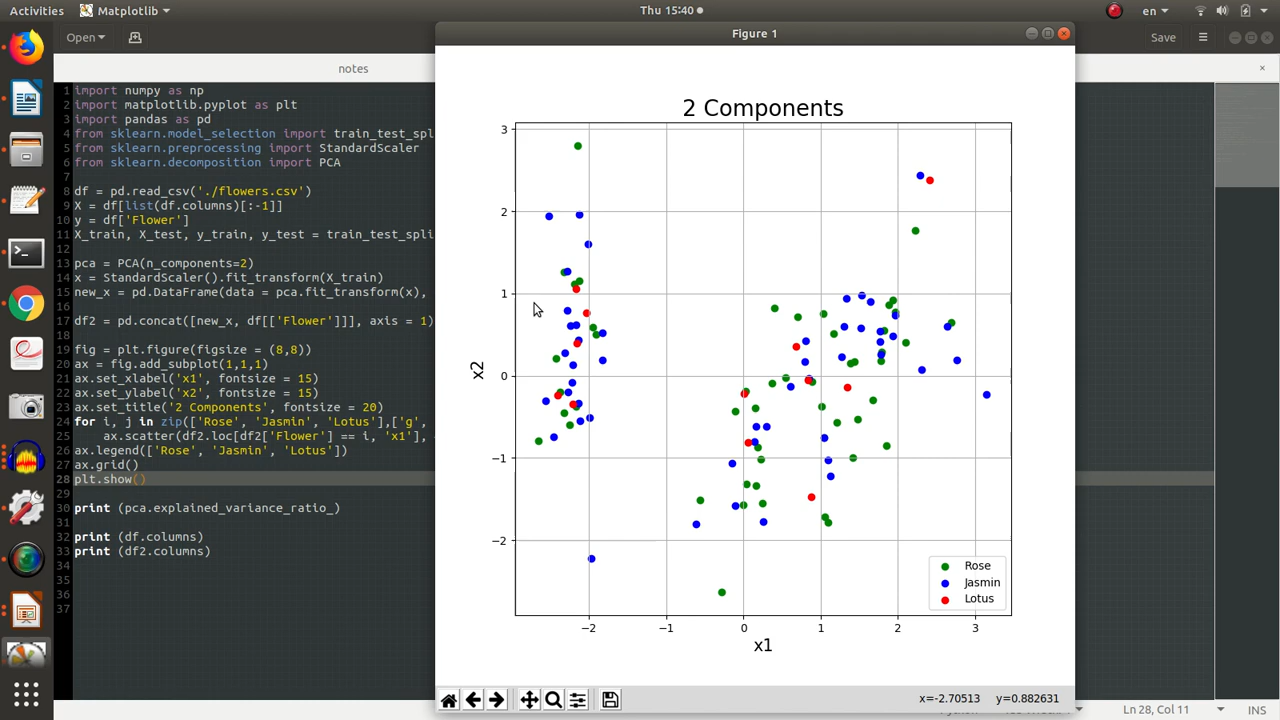 Activities Matplotlib Thu 15:40 en
Open Figure 1 Save
notes
1 import numpy as np
2 import matplotlib.pyplot as plt
3 import pandas as pd
4 from sklearn.model_selection import train_test_spl
5 from sklearn.preprocessing import StandardScaler
6 from sklearn.decomposition import PCA
7
8 df = pd.read_csv('./flowers.csv')
9 X = df[list(df.columns)[:-1]]
10 y = df['Flower']
11 X_train, X_test, y_train, y_test = train_test_spli
12
13 pca = PCA(n_components=2)
14 x = StandardScaler().fit_transform(X_train)
15 new_x = pd.DataFrame(data = pca.fit_transform(x),
16
17 df2 = pd.concat([new_x, df[['Flower']]], axis = 1)
18
19 fig = plt.figure(figsize = (8,8))
20 ax = fig.add_subplot(1,1,1)
21 ax.set_xlabel('x1', fontsize = 15)
22 ax.set_ylabel('x2', fontsize = 15)
23 ax.set_title('2 Components', fontsize = 20)
24 for i, j in zip(['Rose', 'Jasmin', 'Lotus'],['g',
25 ax.scatter(df2.loc[df2['Flower'] == i, 'x1'],
26 ax.legend(['Rose', 'Jasmin', 'Lotus'])
27 ax.grid()
28 plt.show()
29
30 print (pca.explained_variance_ratio_)
31
32 print (df.columns)
33 print (df2.columns)
34
35
36
37
2 Components
3
2
1
0
−1
−2
x2
−2 −1 0 1 2 3
x1
Rose
Jasmin
Lotus
x=-2.70513 y=0.882631
Ln 28, Col 11 INS